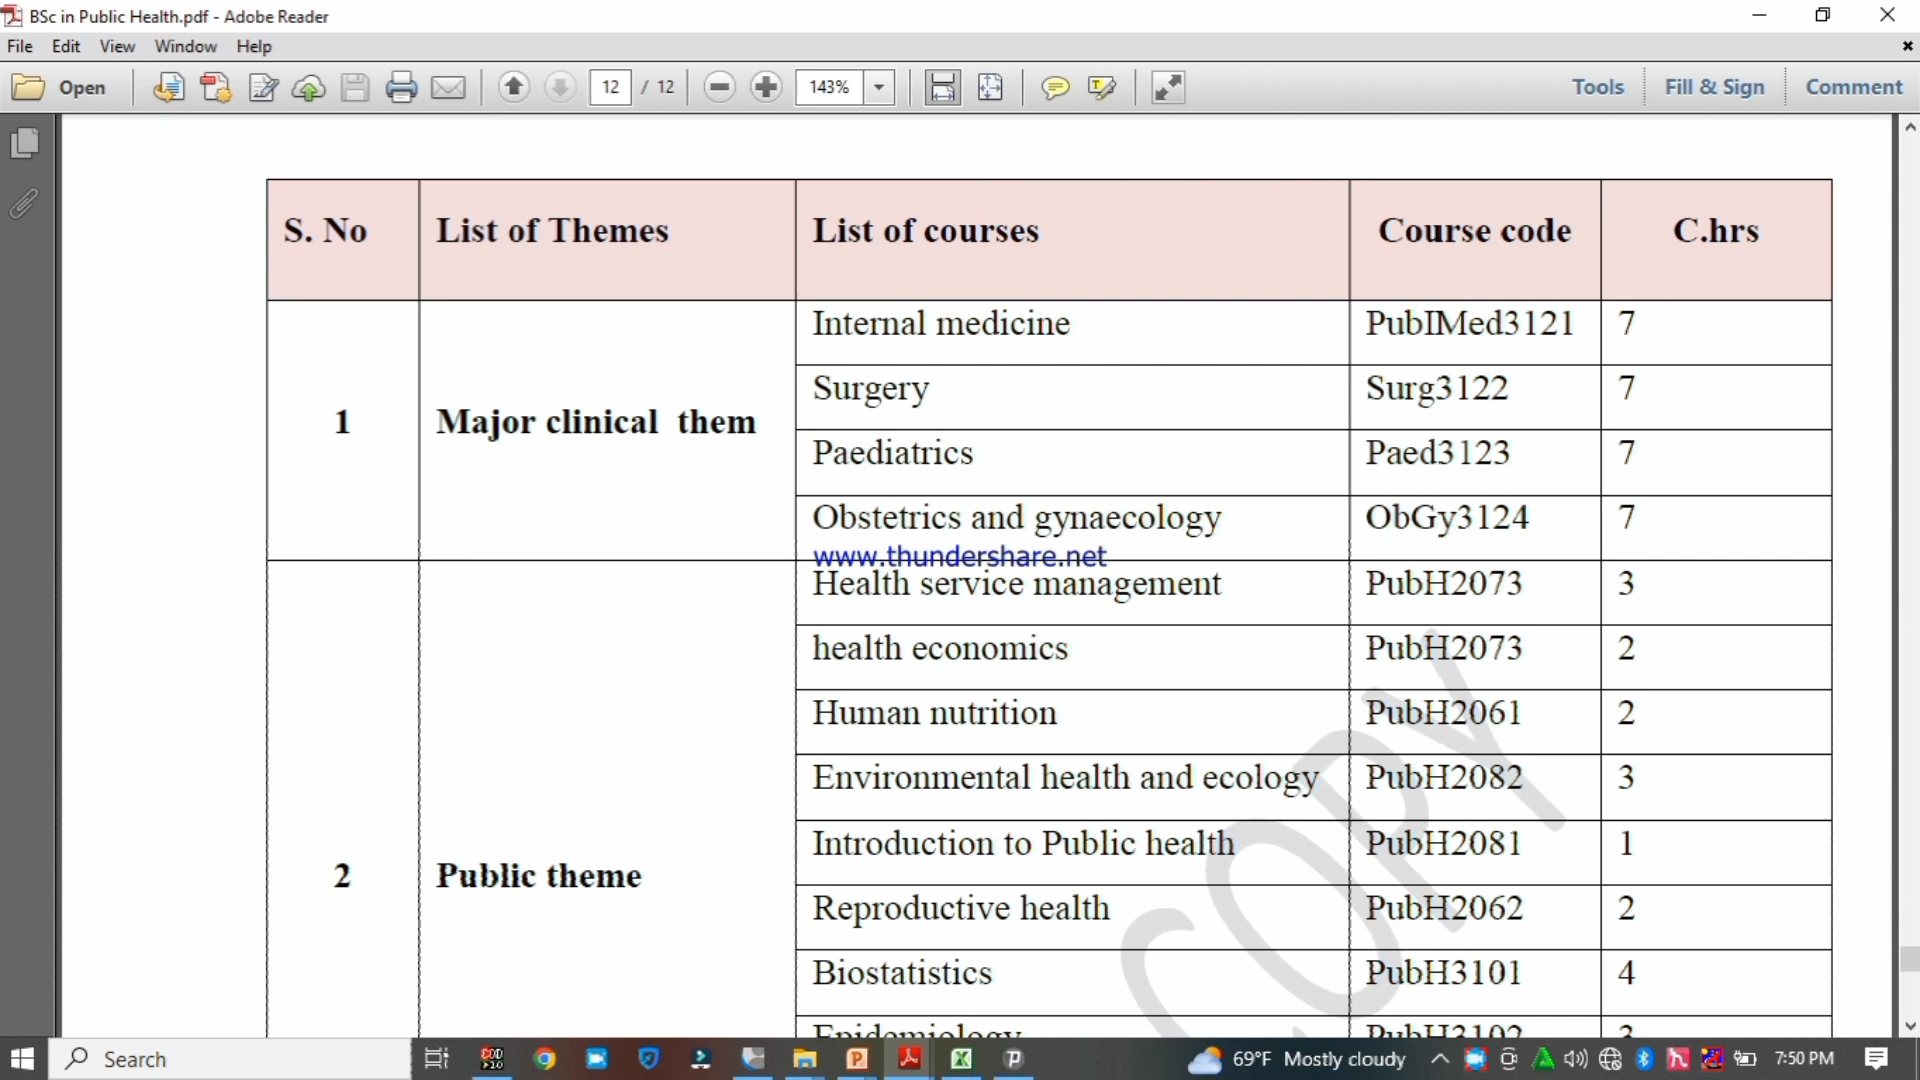 BSc in Public Health.pdf - Adobe Reader
File Edit View Window Help
Open 12 / 12 143% Tools Fill & Sign Comment
S. No List of Themes List of courses Course code C.hrs
Internal medicine PubIMed3121 7
Surgery Surg3122 7
1 Major clinical them
Paediatrics Paed3123 7
Obstetrics and gynaecology ObGy3124 7
www.thundershare.net
Health service management PubH2073 3
health economics PubH2073 2
Human nutrition PubH2061 2
Environmental health and ecology PubH2082 3
Introduction to Public health PubH2081 1
2 Public theme
Reproductive health PubH2062 2
Biostatistics PubH3101 4
Epidemiology PubH3102 3
COPY
Search 69°F Mostly cloudy 7:50 PM